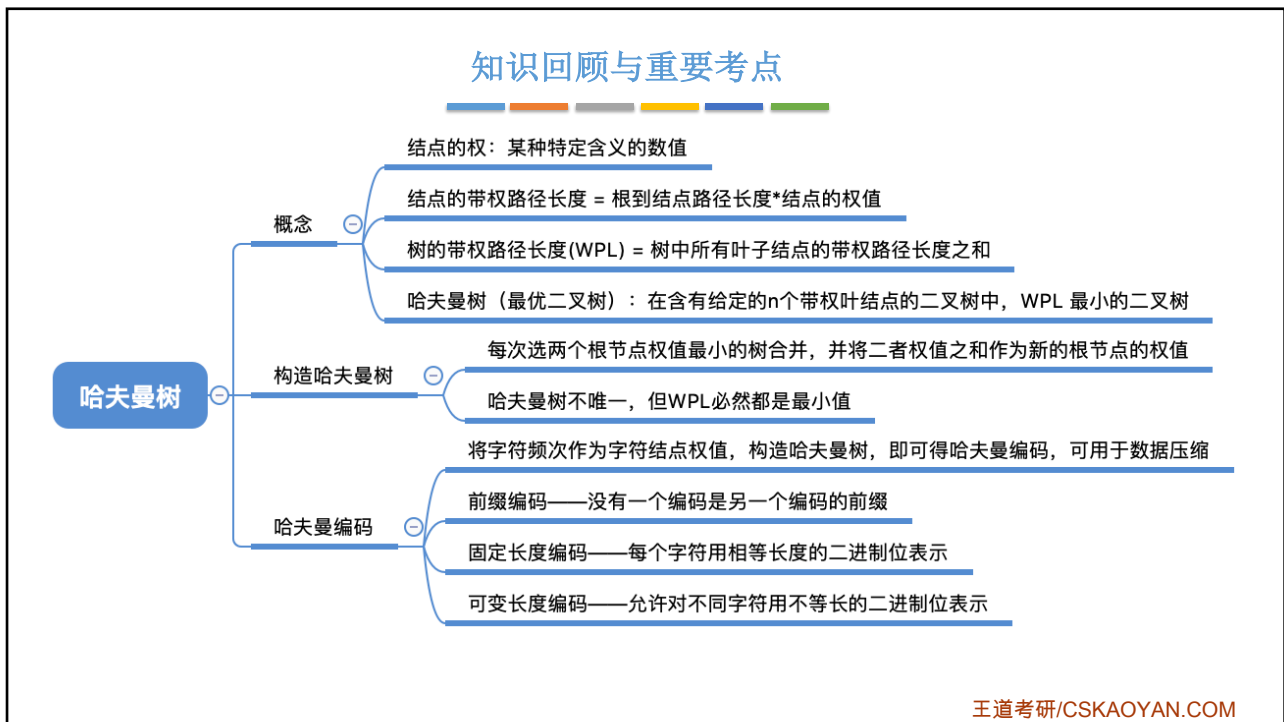 知识回顾与重要考点
结点的权：某种特定含义的数值
结点的带权路径长度 = 根到结点路径长度*结点的权值
概念
树的带权路径长度(WPL) = 树中所有叶子结点的带权路径长度之和
哈夫曼树（最优二叉树）：在含有给定的n个带权叶结点的二叉树中，WPL 最小的二叉树
每次选两个根节点权值最小的树合并，并将二者权值之和作为新的根节点的权值
构造哈夫曼树
哈夫曼树
哈夫曼树不唯一，但WPL必然都是最小值
将字符频次作为字符结点权值，构造哈夫曼树，即可得哈夫曼编码，可用于数据压缩
前缀编码——没有一个编码是另一个编码的前缀
哈夫曼编码
固定长度编码——每个字符用相等长度的二进制位表示
可变长度编码——允许对不同字符用不等长的二进制位表示
王道考研/CSKAOYAN.COM